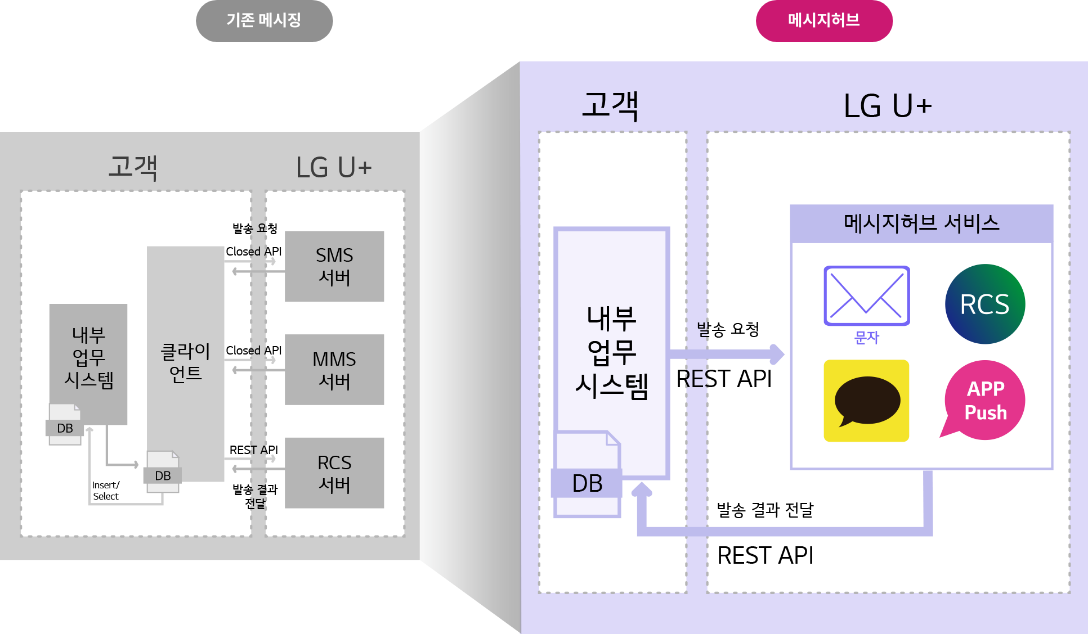 기존 메시징
고객
LG U+
내부
업무
시스템
DB
클라이
언트
DB
Insert/
Select
발송 요청
Closed API
SMS
서버
Closed API
MMS
서버
REST API
RCS
서버
발송 결과
전달
메시지허브
고객
LG U+
내부
업무
시스템
DB
발송 요청
REST API
메시지허브 서비스
문자
RCS
APP
Push
발송 결과 전달
REST API